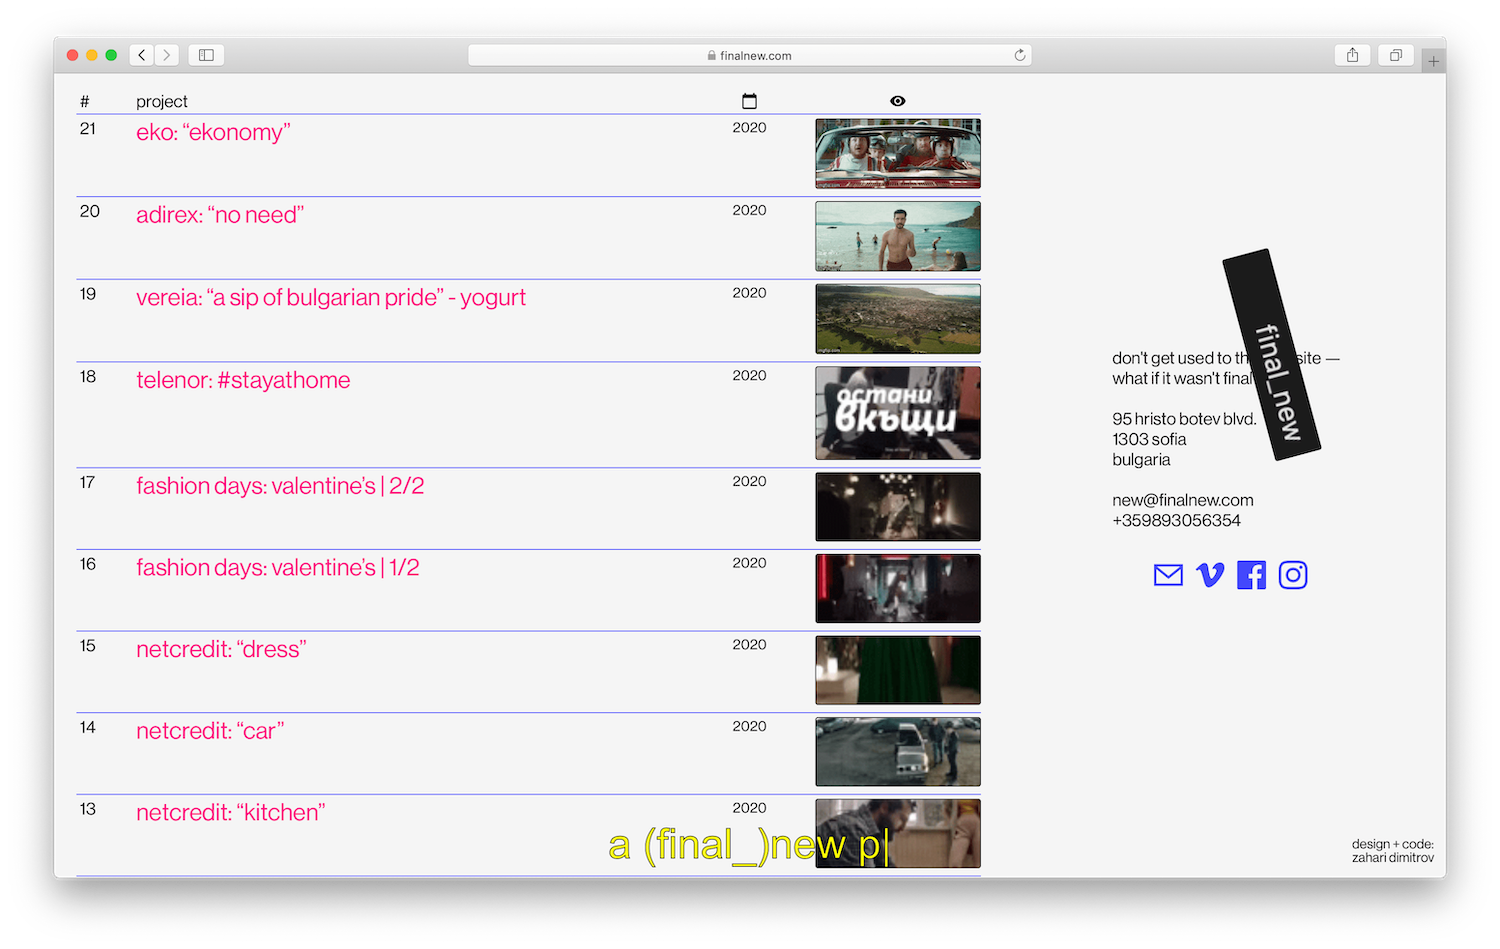 finalnew.com
# project
21 eko: “ekonomy” 2020
20 adirex: “no need” 2020
19 vereia: “a sip of bulgarian pride” - yogurt 2020
18 telenor: #stayathome 2020
остани
вкъщи
17 fashion days: valentine’s | 2/2 2020
16 fashion days: valentine’s | 1/2 2020
15 netcredit: “dress” 2020
14 netcredit: “car” 2020
13 netcredit: “kitchen” 2020
a (final_)new p|
final_new
don't get used to th site —
what if it wasn't final
95 hristo botev blvd.
1303 sofia
bulgaria
new@finalnew.com
+359893056354
design + code:
zahari dimitrov